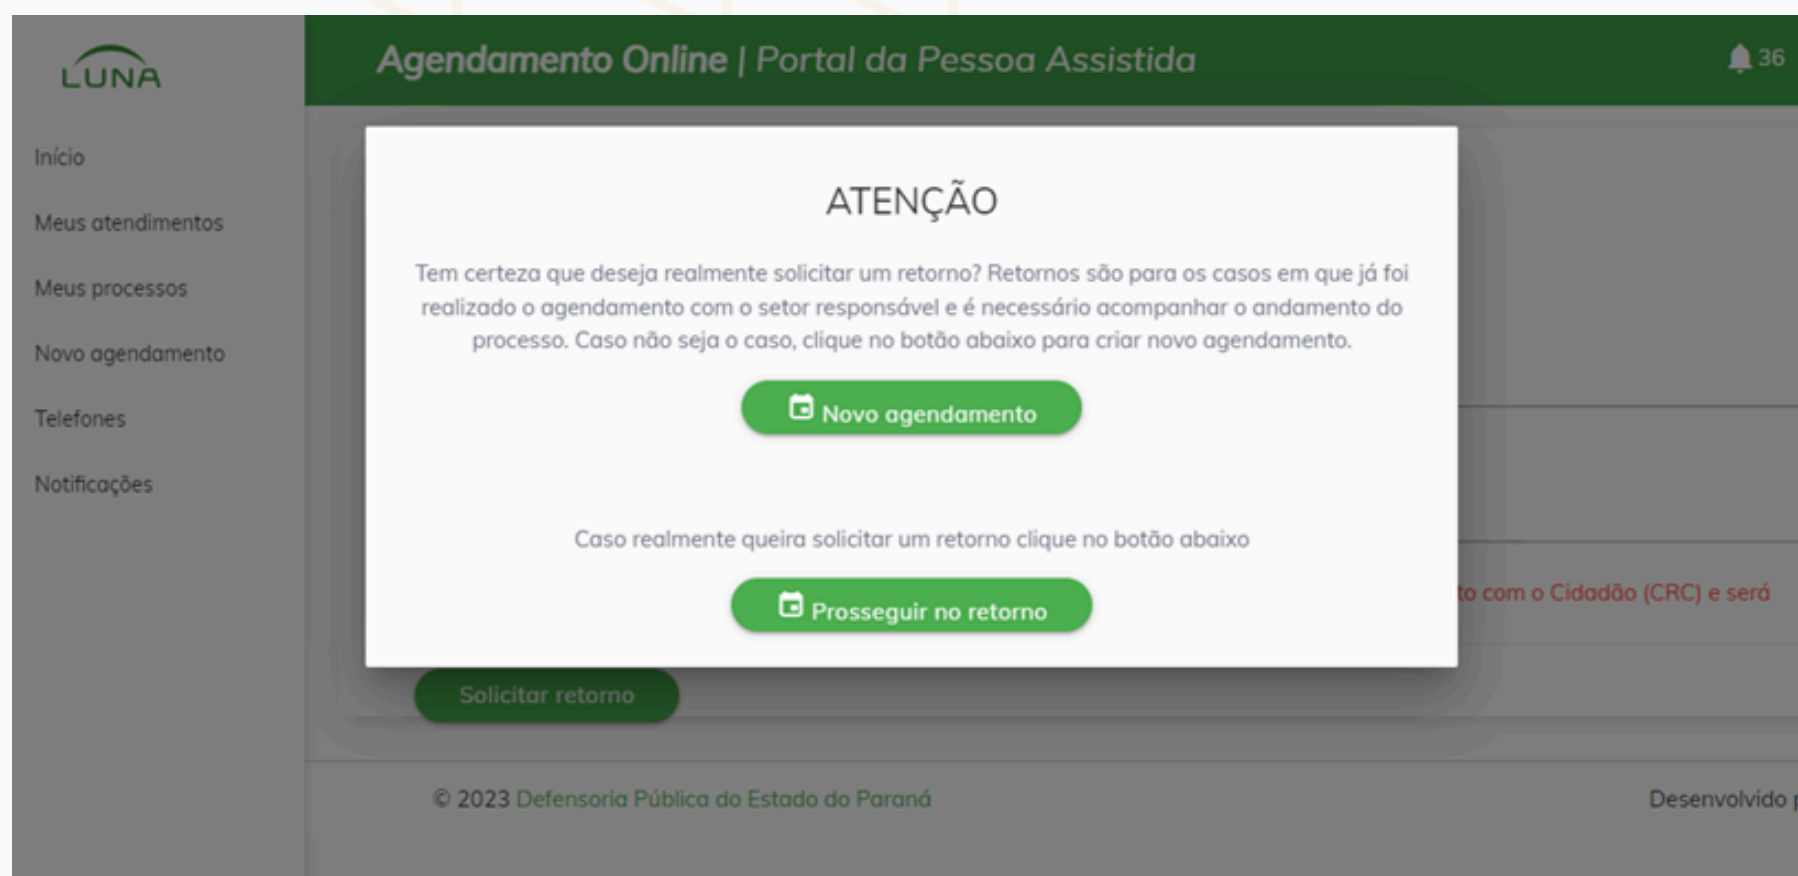 LUNA
Agendamento Online | Portal da Pessoa Assistida
36
Início
Meus atendimentos
Meus processos
Novo agendamento
Telefones
Notificações
ATENÇÃO
Tem certeza que deseja realmente solicitar um retorno? Retornos são para os casos em que já foi
realizado o agendamento com o setor responsável e é necessário acompanhar o andamento do
processo. Caso não seja o caso, clique no botão abaixo para criar novo agendamento.
Novo agendamento
Caso realmente queira solicitar um retorno clique no botão abaixo
Prosseguir no retorno
to com o Cidadão (CRC) e será
Solicitar retorno
© 2023 Defensoria Pública do Estado do Paraná
Desenvolvido p